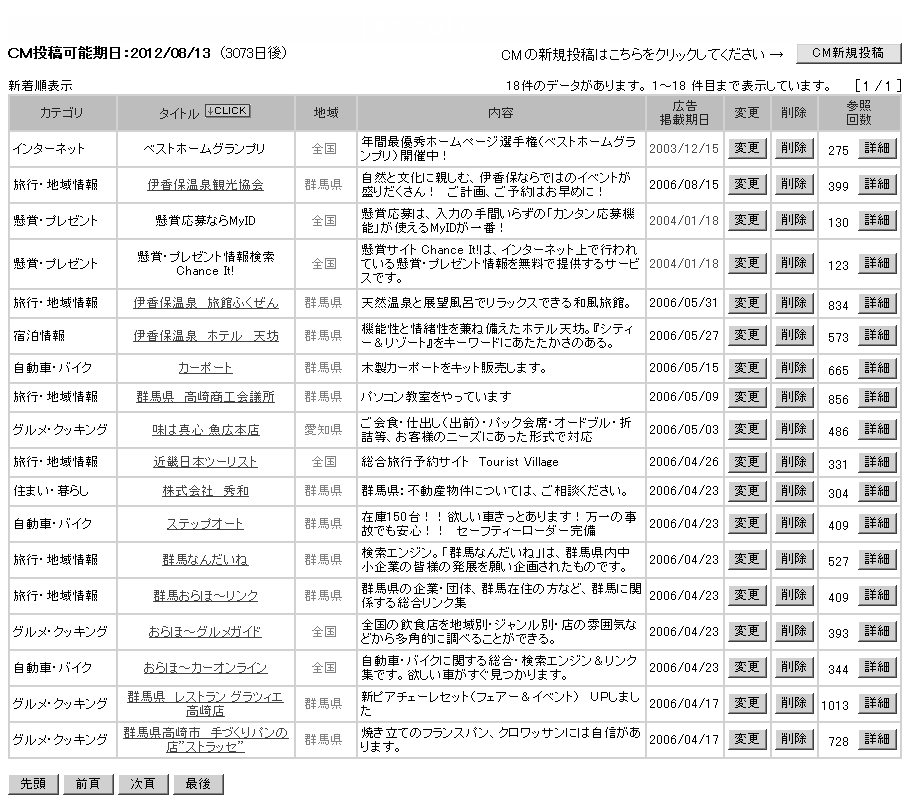 CM投稿可能期日：2012/08/13 （3073日後）
CMの新規投稿はこちらをクリックしてください → CM新規投稿
新着順表示
18件のデータがあります。 1～18 件目まで表示しています。 [1 / 1]
カテゴリ タイトル ↓CLICK 地域 内容 広告掲載期日 変更 削除 参照回数
インターネット ベストホームグランプリ 全国 年間最優秀ホームページ選手権（ベストホームグラ
ンプリ）開催中！ 2003/12/15 変更 削除 275 詳細
旅行・地域情報 伊香保温泉観光協会 群馬県 自然と文化に親しむ、伊香保ならではのイベントが
盛りだくさん！ ご計画、ご予約はお早めに！ 2006/08/15 変更 削除 399 詳細
懸賞・プレゼント 懸賞応募ならMyID 全国 懸賞応募は、入力の手間いらずの「カンタン応募機
能」が使えるMyIDが一番！ 2004/01/18 変更 削除 130 詳細
懸賞・プレゼント 懸賞・プレゼント情報検索 Chance It! 全国 懸賞サイト Chance It!は、インターネット上で行われ
ている懸賞・プレゼント情報を無料で提供するサービ
スです。 2004/01/18 変更 削除 123 詳細
旅行・地域情報 伊香保温泉 旅館ふくぜん 群馬県 天然温泉と展望風呂でリラックスできる和風旅館。 2006/05/31 変更 削除 834 詳細
宿泊情報 伊香保温泉 ホテル 天坊 群馬県 機能性と情緒性を兼ね備えたホテル天坊。『シティ
ー＆リゾート』をキーワードにあたたかさのある。 2006/05/27 変更 削除 573 詳細
自動車・バイク カーポート 群馬県 木製カーポートをキット販売します。 2006/05/15 変更 削除 665 詳細
旅行・地域情報 群馬県 高崎商工会議所 群馬県 パソコン教室をやっています 2006/05/09 変更 削除 856 詳細
グルメ・クッキング 味は真心 魚広本店 愛知県 ご会食・仕出し（出前）・パック会席・オードブル・折
詰等、お客様のニーズにあった形式で対応 2006/05/03 変更 削除 486 詳細
旅行・地域情報 近畿日本ツーリスト 全国 総合旅行予約サイト Tourist Village 2006/04/26 変更 削除 331 詳細
住まい・暮らし 株式会社 秀和 群馬県 群馬県：不動産物件については、ご相談ください。 2006/04/23 変更 削除 304 詳細
自動車・バイク ステップオート 群馬県 在庫150台！！欲しい車きっとあります！万一の事
故でも安心！！ セーフティーローダー完備 2006/04/23 変更 削除 409 詳細
旅行・地域情報 群馬なんだいね 群馬県 検索エンジン。「群馬なんだいね」は、群馬県内中
小企業の皆様の発展を願い企画されたものです。 2006/04/23 変更 削除 527 詳細
旅行・地域情報 群馬おらほ～リンク 群馬県 群馬県の企業・団体、群馬在住の方など、群馬に関
係する総合リンク集 2006/04/23 変更 削除 409 詳細
グルメ・クッキング おらほ～グルメガイド 全国 全国の飲食店を地域別・ジャンル別・店の雰囲気な
どから多角的に調べることができる。 2006/04/23 変更 削除 393 詳細
自動車・バイク おらほ～カーオンライン 全国 自動車・バイクに関する総合・検索エンジン＆リンク
集です。欲しい車がすぐ見つかります。 2006/04/23 変更 削除 344 詳細
グルメ・クッキング 群馬県 レストラン グラツィエ 高崎店 群馬県 新ビアチェーレセット（フェアー＆イベント） UPしまし
た 2006/04/17 変更 削除 1013 詳細
グルメ・クッキング 群馬県高崎市 手づくりパンの店”ストラッセ” 群馬県 焼き立てのフランスパン、クロワッサンには自信があ
ります。 2006/04/17 変更 削除 728 詳細
先頭 前頁 次頁 最後